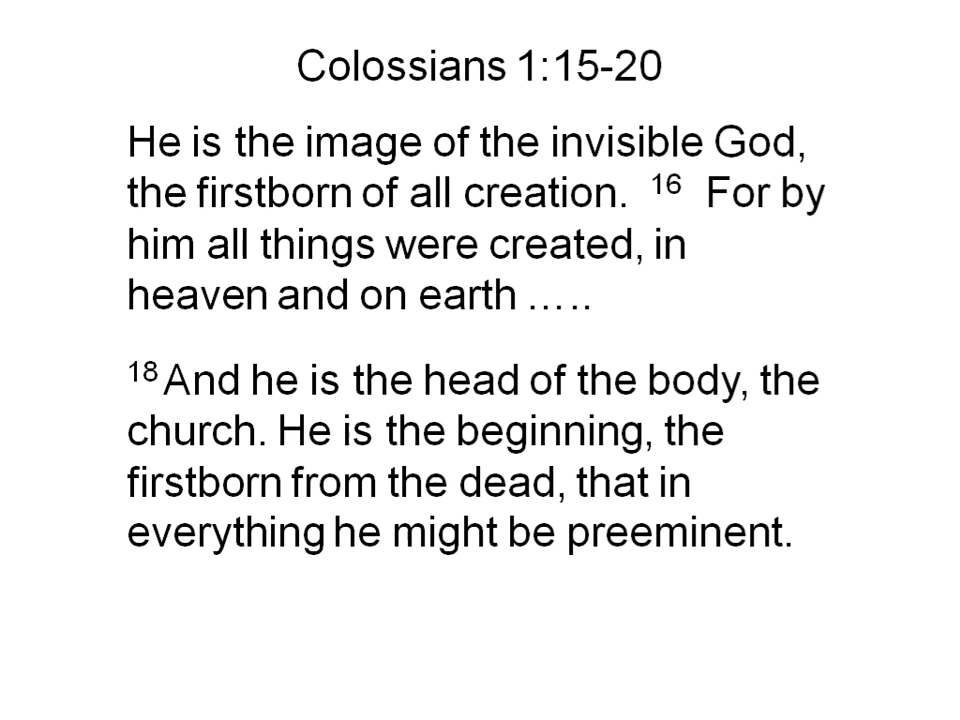 Colossians 1:15-20
He is the image of the invisible God,
the firstborn of all creation. 16 For by
him all things were created, in
heaven and on earth …..
18 And he is the head of the body, the
church. He is the beginning, the
firstborn from the dead, that in
everything he might be preeminent.